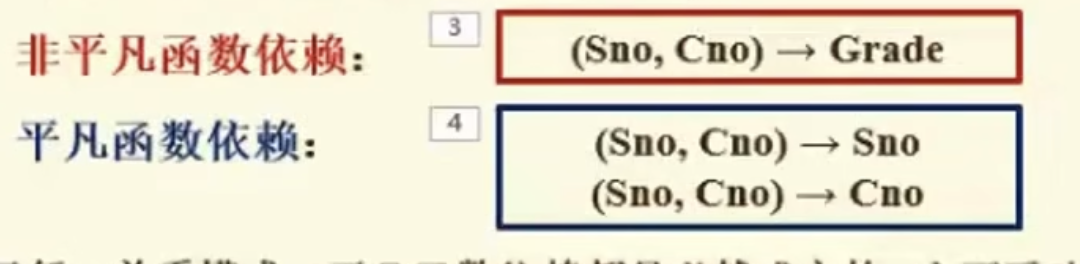 非平凡函数依赖：
3
(Sno, Cno) → Grade
平凡函数依赖：
4
(Sno, Cno) → Sno
(Sno, Cno) → Cno